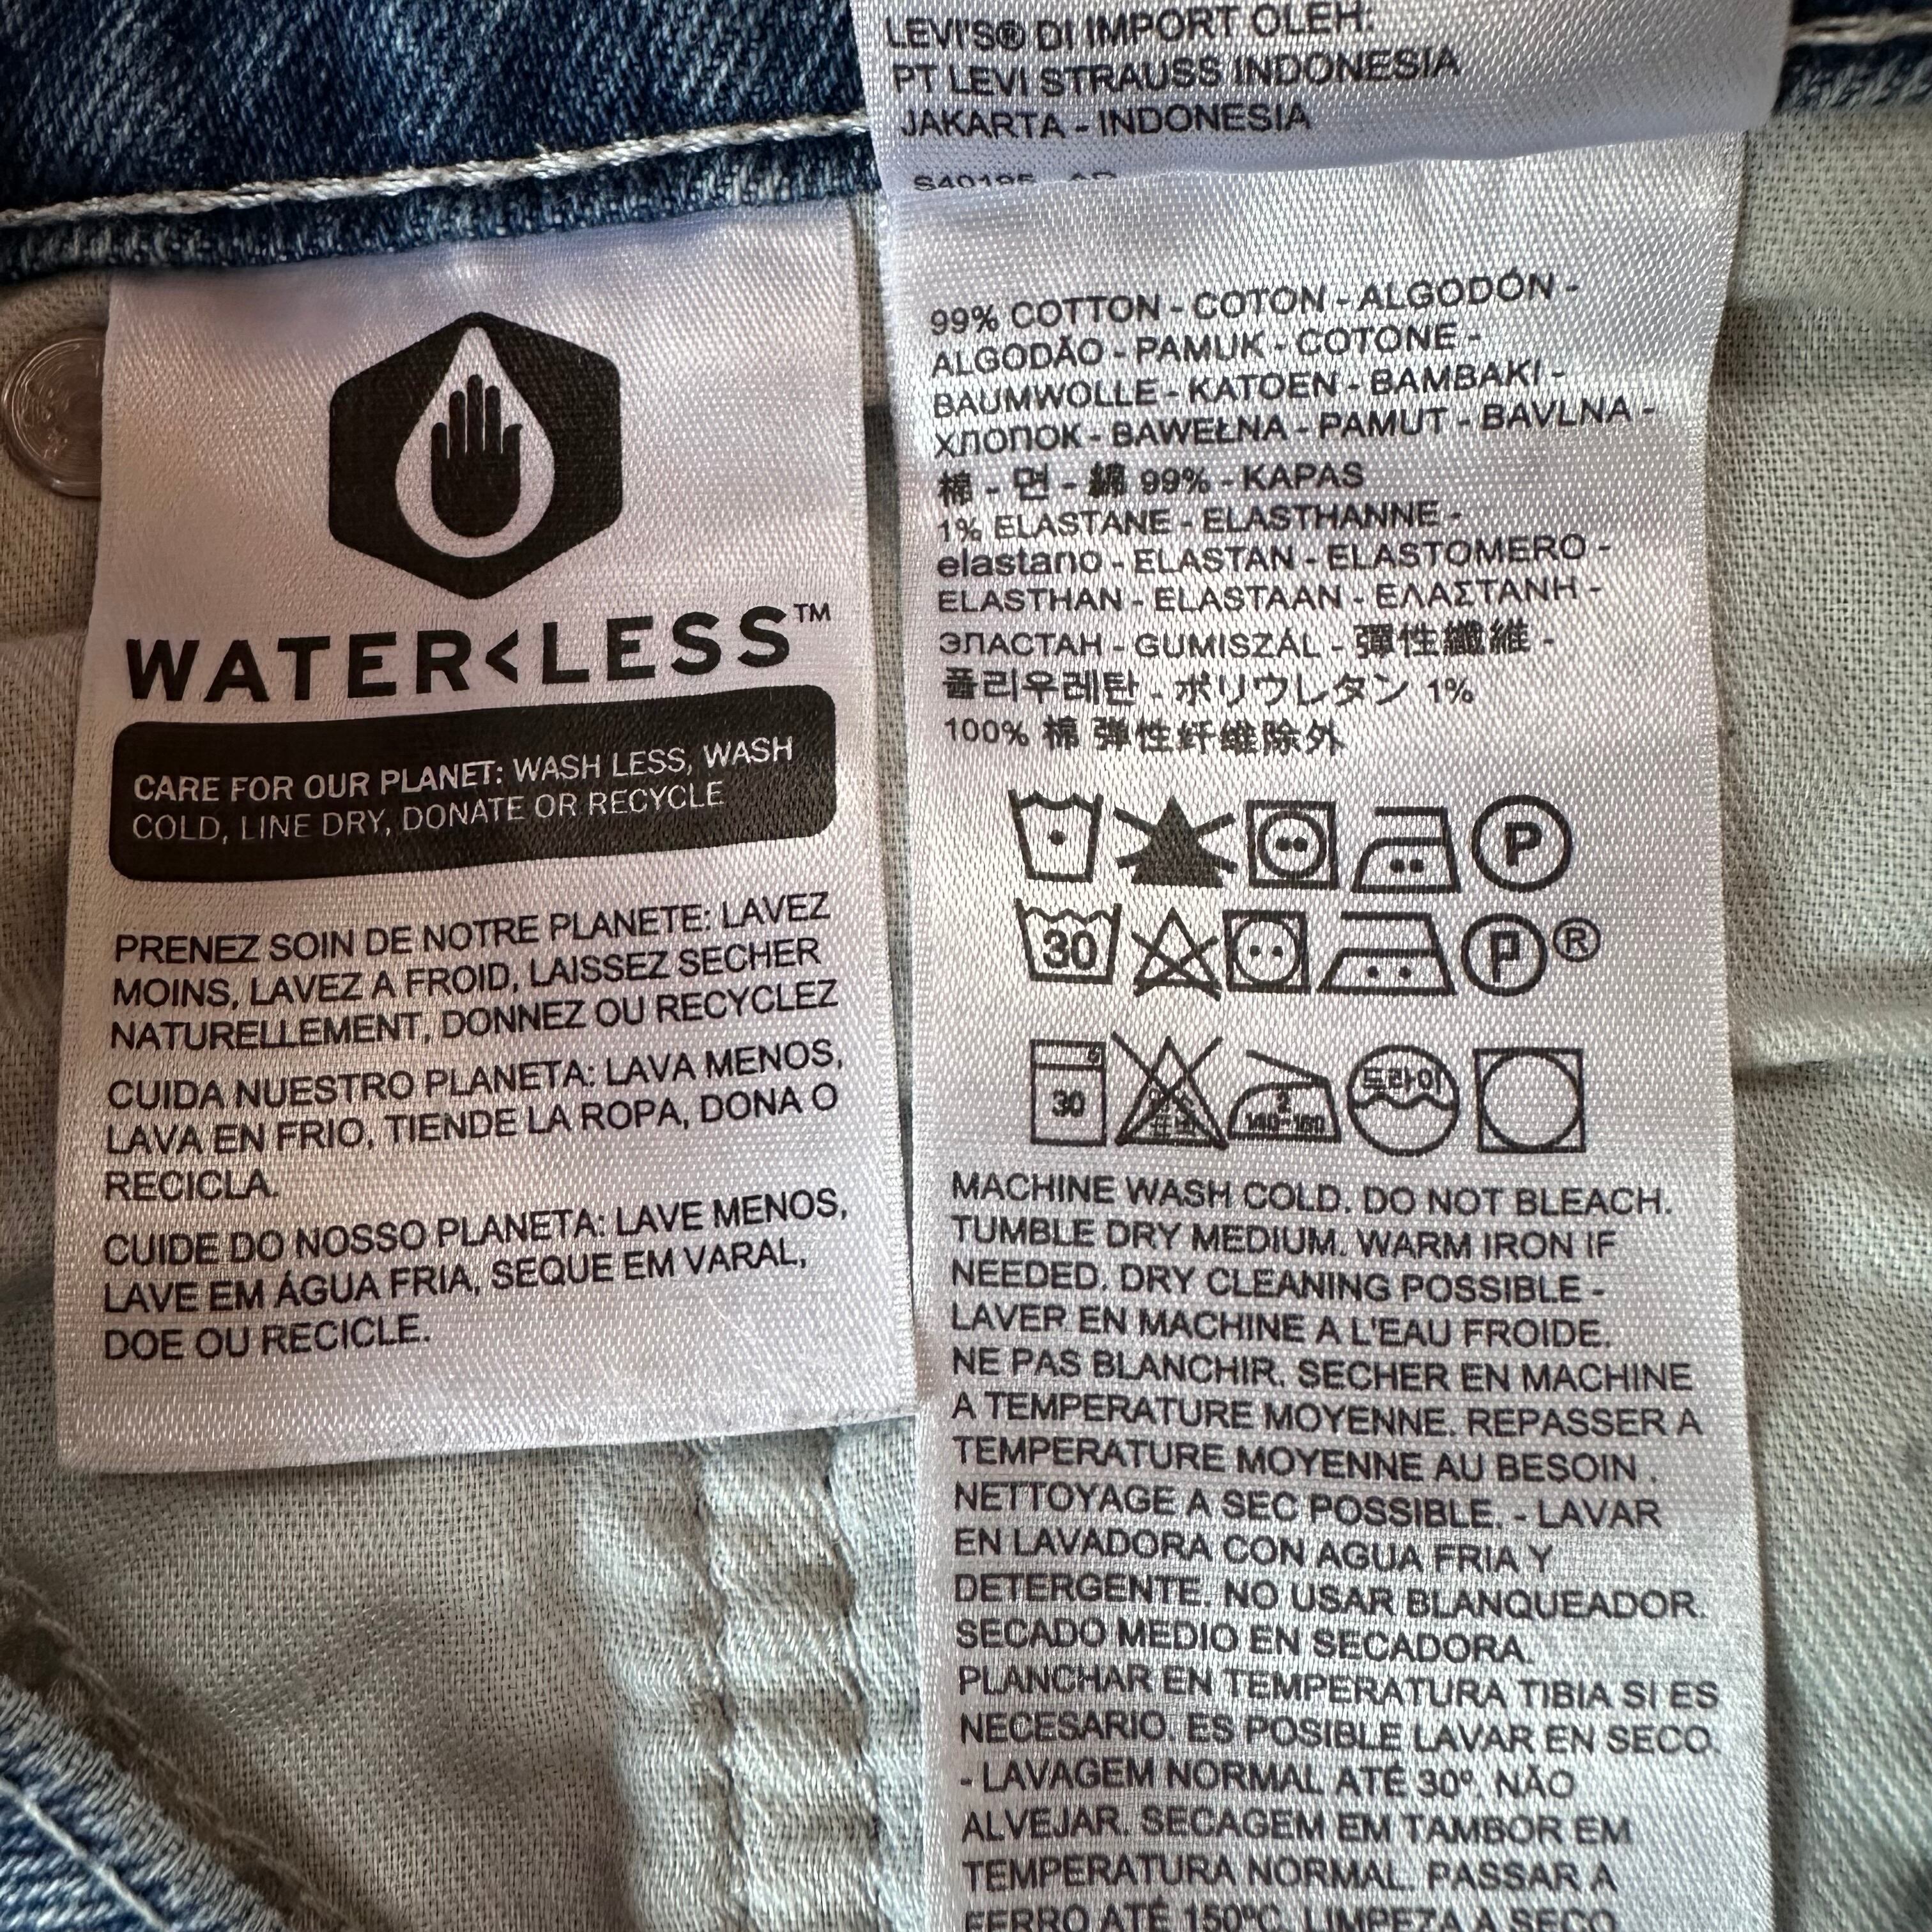 LEVI'S® DI IMPORT OLEH:
PT LEVI STRAUSS INDONESIA
JAKARTA - INDONESIA
WATER<LESS™
CARE FOR OUR PLANET: WASH LESS, WASH
COLD, LINE DRY, DONATE OR RECYCLE
PRENEZ SOIN DE NOTRE PLANETE: LAVEZ
MOINS, LAVEZ A FROID, LAISSEZ SECHER
NATURELLEMENT, DONNEZ OU RECYCLEZ
CUIDA NUESTRO PLANETA: LAVA MENOS,
LAVA EN FRIO, TIENDE LA ROPA, DONA O
RECICLA.
CUIDE DO NOSSO PLANETA: LAVE MENOS,
LAVE EM ÁGUA FRIA, SEQUE EM VARAL,
DOE OU RECICLE.
99% COTTON - COTON - ALGODÓN -
ALGODÃO - PAMUK - COTONE -
BAUMWOLLE - KATOEN - BAMBAKI -
ХЛОПОК - BAWEŁNA - PAMUT - BAVLNA -
棉 - 면 - 綿 99% - KAPAS
1% ELASTANE - ELASTHANNE -
elastano - ELASTAN - ELASTOMERO -
ELASTHAN - ELASTAAN - ΕΛΑΣΤΑΝΗ -
ЭЛАСТАН - GUMISZÁL - 彈性纖維 -
폴리우레탄 - ポリウレタン 1%
100% 棉 弹性纤维除外
P
30 P ®
30 2 140-160 드라이
MACHINE WASH COLD. DO NOT BLEACH.
TUMBLE DRY MEDIUM. WARM IRON IF
NEEDED. DRY CLEANING POSSIBLE -
LAVER EN MACHINE A L'EAU FROIDE.
NE PAS BLANCHIR. SECHER EN MACHINE
A TEMPERATURE MOYENNE. REPASSER A
TEMPERATURE MOYENNE AU BESOIN .
NETTOYAGE A SEC POSSIBLE. - LAVAR
EN LAVADORA CON AGUA FRIA Y
DETERGENTE. NO USAR BLANQUEADOR.
SECADO MEDIO EN SECADORA.
PLANCHAR EN TEMPERATURA TIBIA SI ES
NECESARIO. ES POSIBLE LAVAR EN SECO.
- LAVAGEM NORMAL ATÉ 30º. NÃO
ALVEJAR. SECAGEM EM TAMBOR EM
TEMPERATURA NORMAL. PASSAR A
FERRO ATÉ 150ºC. LIMPEZA A SECO